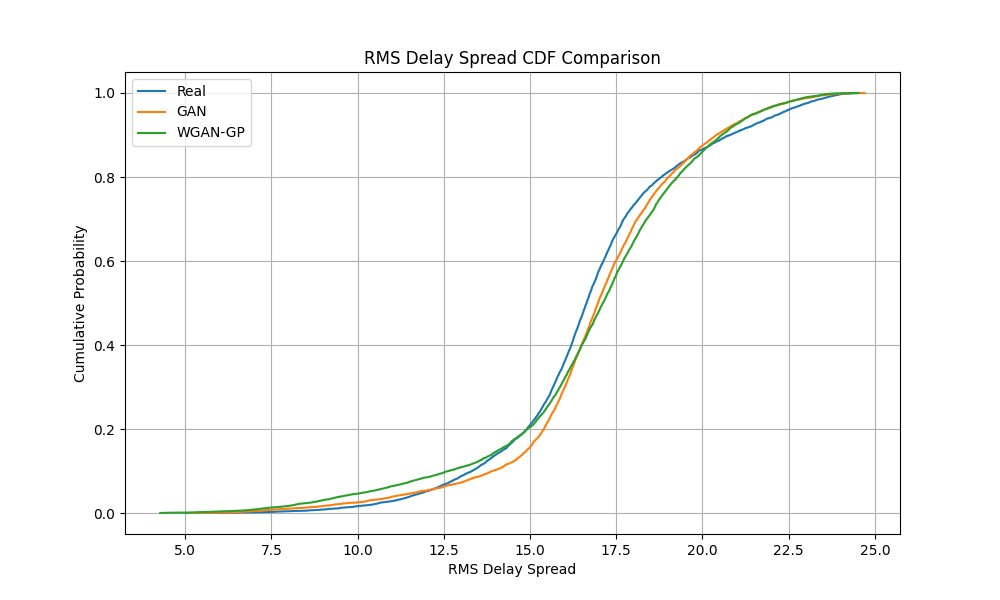 RMS Delay Spread CDF Comparison
Real
GAN
WGAN-GP
1.0
0.8
0.6
0.4
0.2
0.0
Cumulative Probability
5.0 7.5 10.0 12.5 15.0 17.5 20.0 22.5 25.0
RMS Delay Spread